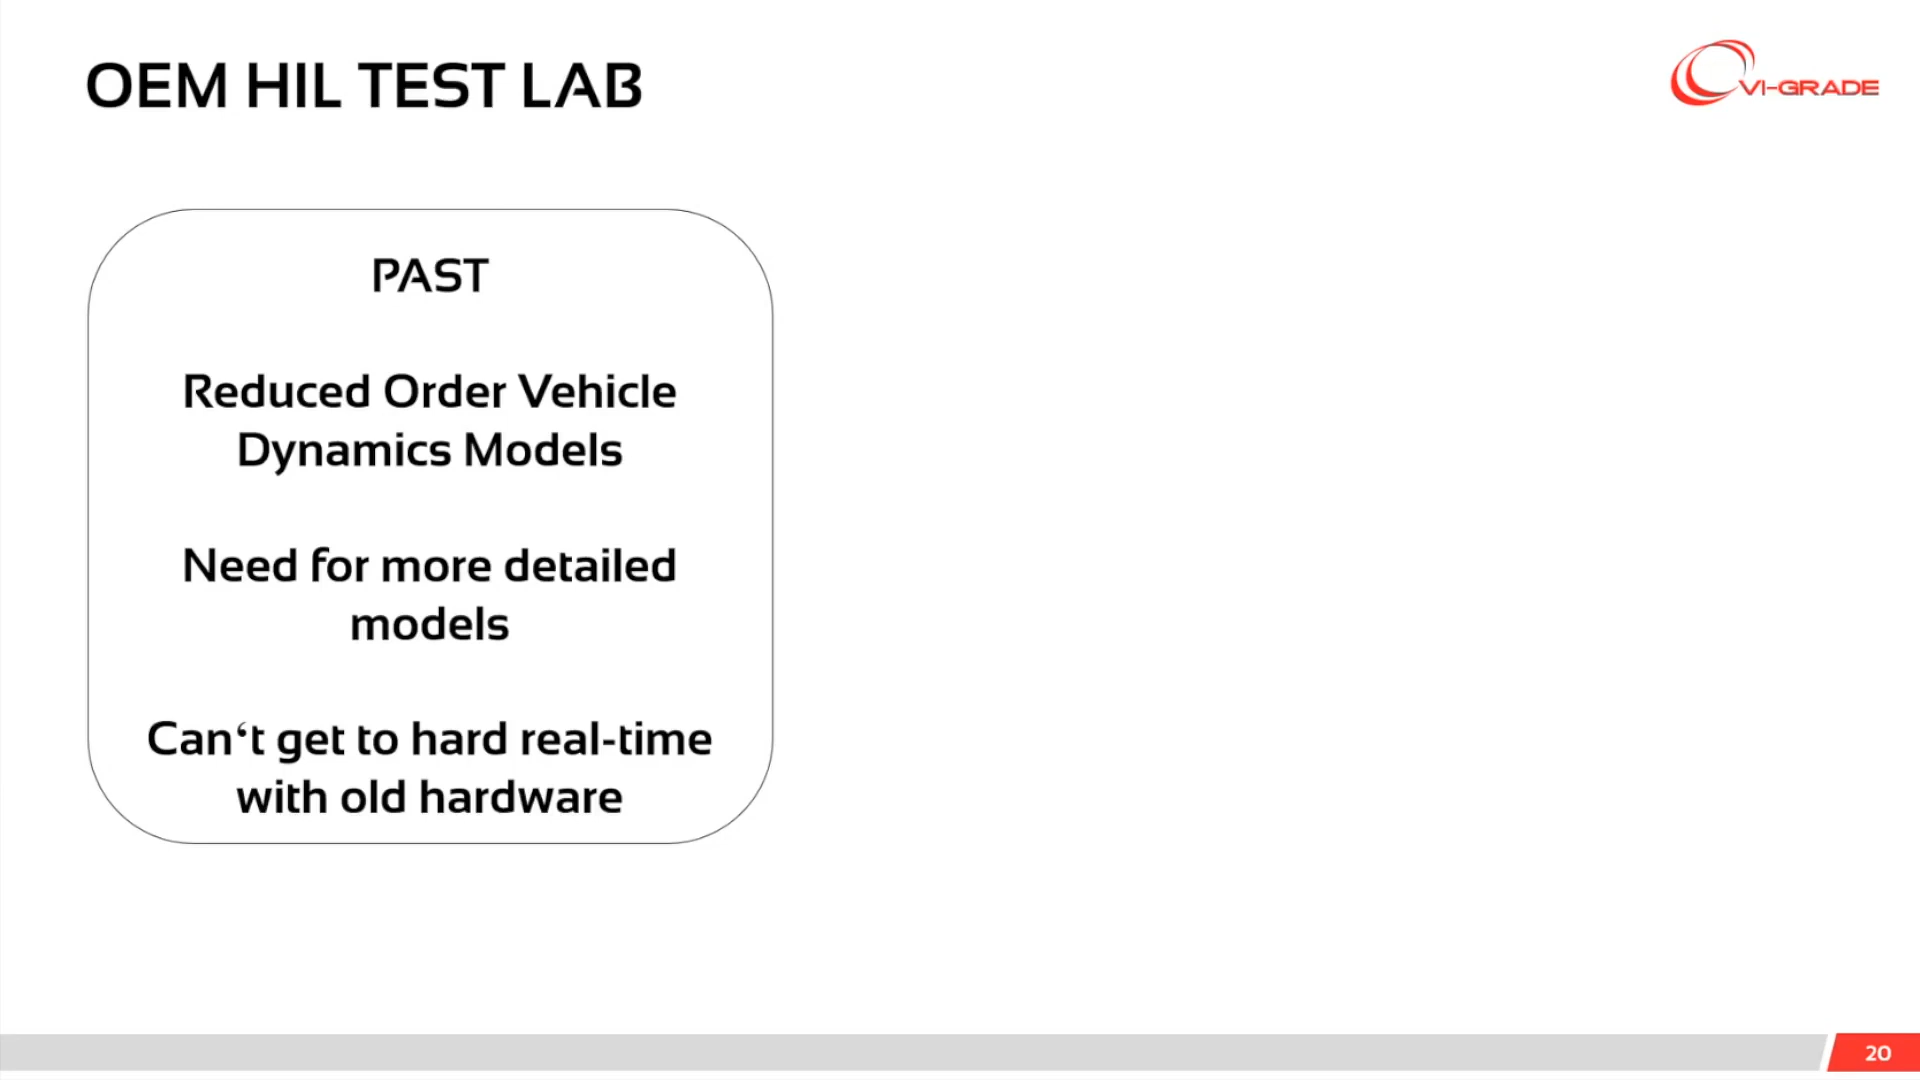 OEM HIL TEST LAB
VI-GRADE
PAST
Reduced Order Vehicle
Dynamics Models
Need for more detailed
models
Can‘t get to hard real-time
with old hardware
20